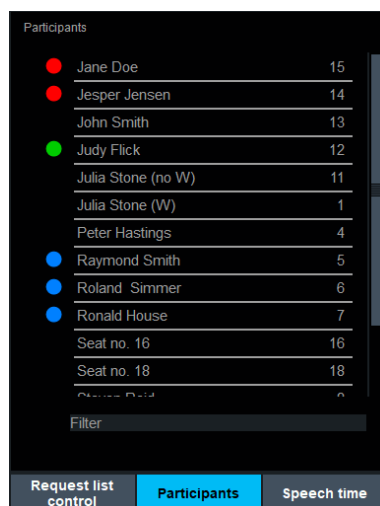 Participants
Jane Doe 15
Jesper Jensen 14
John Smith 13
Judy Flick 12
Julia Stone (no W) 11
Julia Stone (W) 1
Peter Hastings 4
Raymond Smith 5
Roland  Simmer 6
Ronald House 7
Seat no. 16 16
Seat no. 18 18
Filter
Request list
control
Participants
Speech time